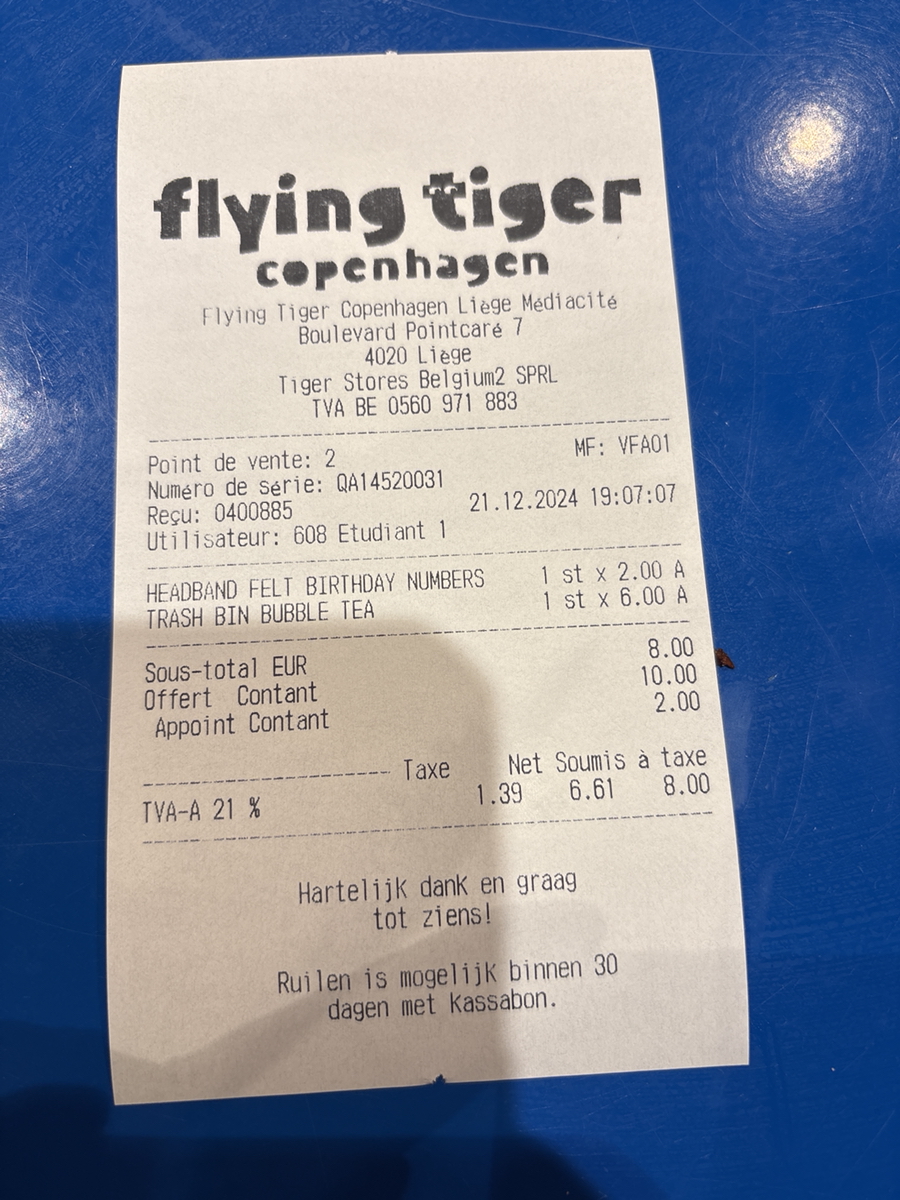 flying tiger
copenhagen
Flying Tiger Copenhagen Liège Médiacité
Boulevard Pointcaré 7
4020 Liège
Tiger Stores Belgium2 SPRL
TVA BE 0560 971 883
Point de vente: 2 MF: VFA01
Numéro de série: QA14520031
Reçu: 0400885 21.12.2024 19:07:07
Utilisateur: 608 Etudiant 1
HEADBAND FELT BIRTHDAY NUMBERS 1 st x 2.00 A
TRASH BIN BUBBLE TEA 1 st x 6.00 A
Sous-total EUR 8.00
Offert Contant 10.00
Appoint Contant 2.00
Taxe Net Soumis à taxe
TVA-A 21 % 1.39 6.61 8.00
Hartelijk dank en graag
tot ziens!
Ruilen is mogelijk binnen 30
dagen met kassabon.